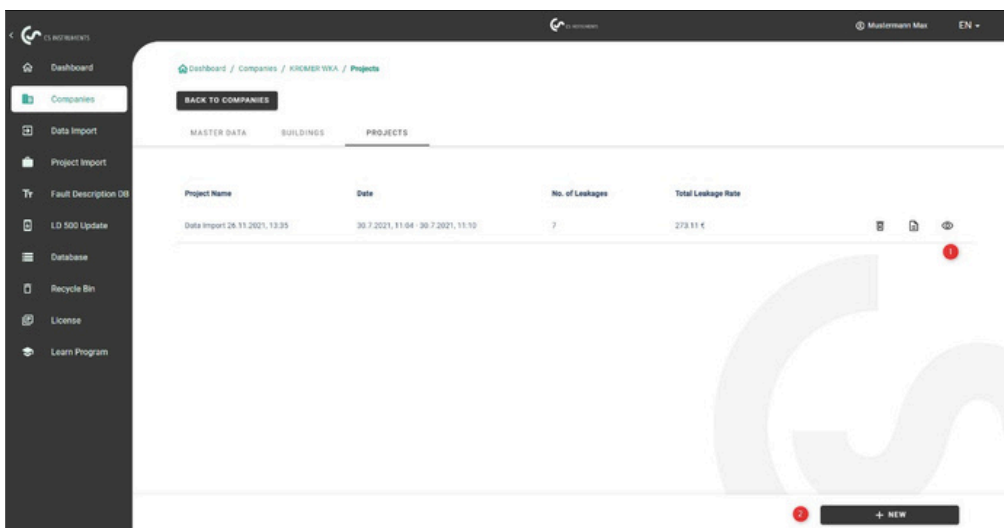 CS INSTRUMENTS
CS INSTRUMENTS
Mustermann Max
EN
Dashboard
Companies
Data Import
Project Import
Fault Description DB
LD 500 Update
Database
Recycle Bin
License
Learn Program
Dashboard / Companies / KROMER WKA / Projects
BACK TO COMPANIES
MASTER DATA BUILDINGS PROJECTS
Project Name Date No. of Leakages Total Leakage Rate
Data Import 26.11.2021, 13:35 30.7.2021, 11:04 - 30.7.2021, 11:10 7 273.11 €
1
2
+ NEW